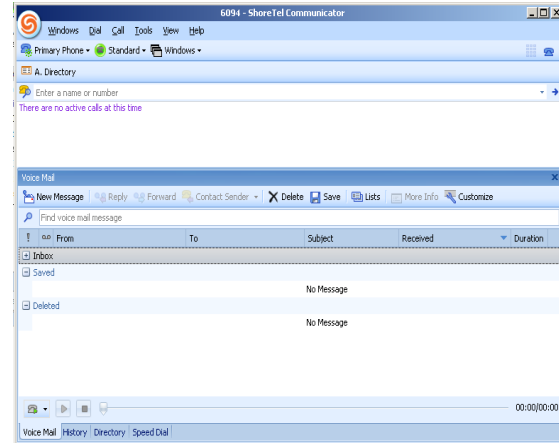 6094 - ShoreTel Communicator
Windows Dial Call Tools View Help
Primary Phone Standard Windows
A. Directory
Enter a name or number
There are no active calls at this time
Voice Mail
New Message Reply Forward Contact Sender Delete Save Lists More Info Customize
Find voice mail message
! From To Subject Received Duration
Inbox
Saved
No Message
Deleted
No Message
00:00/00:00
Voice Mail History Directory Speed Dial